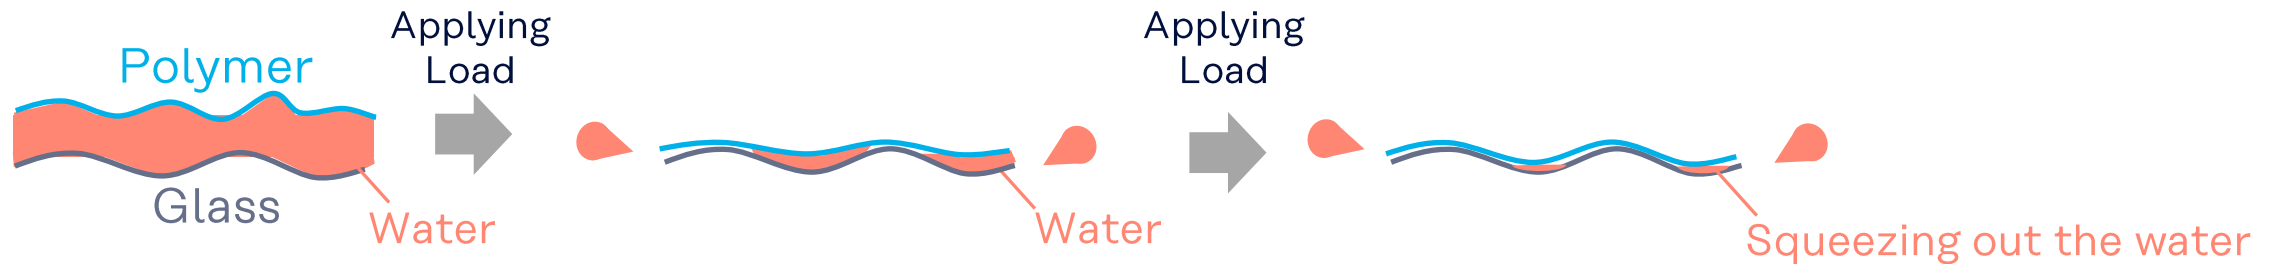 Polymer
Glass
Water
Applying
Load
Water
Applying
Load
Squeezing out the water